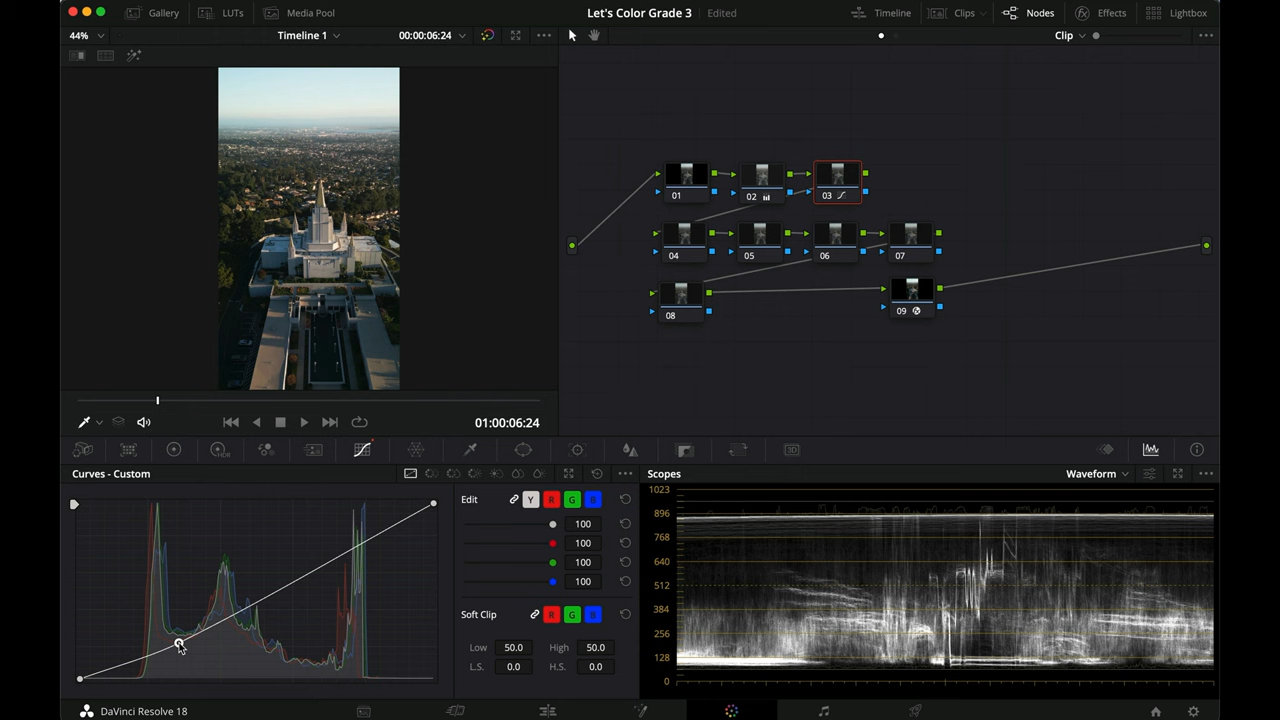 Gallery LUTs Media Pool Let's Color Grade 3 Edited Timeline Clips Nodes Effects Lightbox
44% Timeline 1 00:00:06:24 Clip
01 02 03
04 05 06 07
08 09
01:00:06:24
3D
Curves - Custom
Scopes Waveform
Edit Y R G B
100
100
100
100
Soft Clip R G B
Low 50.0 High 50.0
L.S. 0.0 H.S. 0.0
1023
896
768
640
512
384
256
128
0
DaVinci Resolve 18